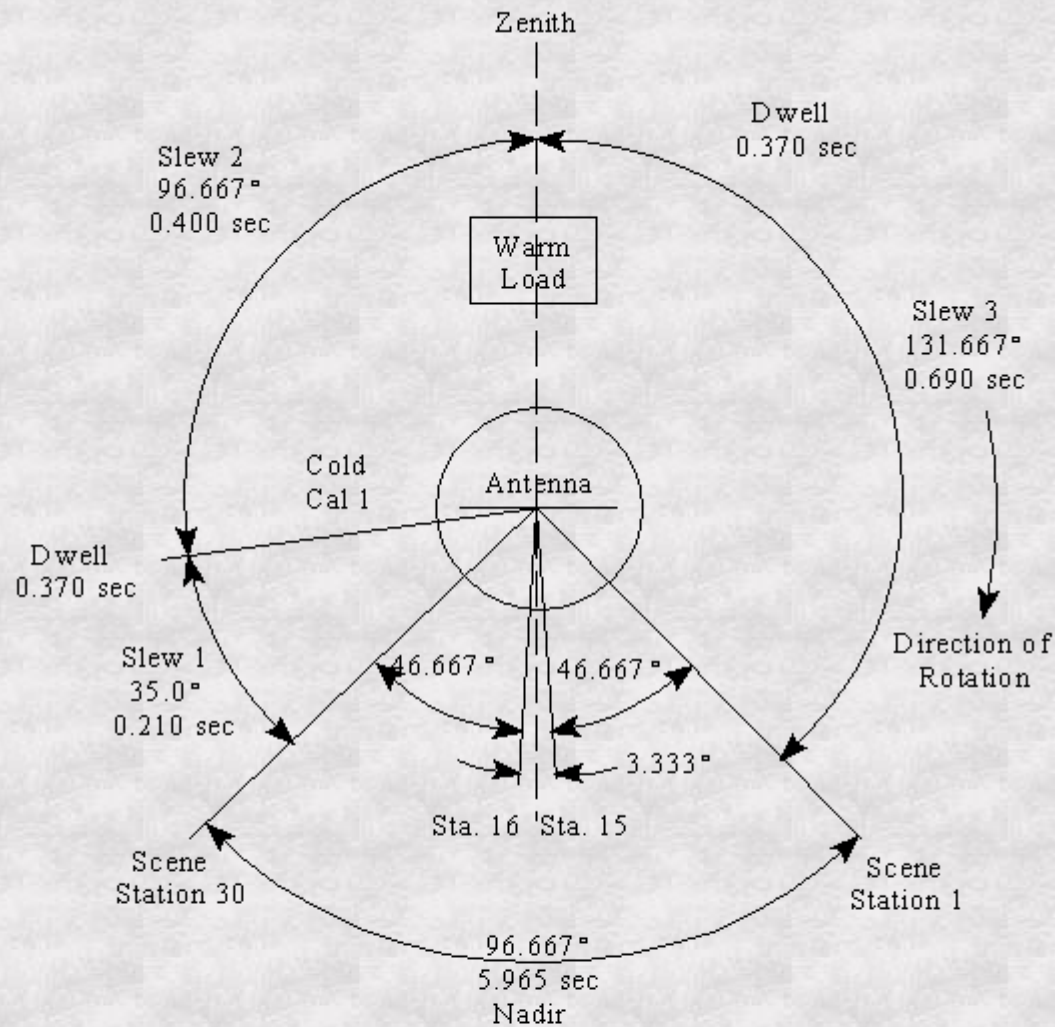 Zenith
Dwell
0.370 sec
Slew 2
96.667°
0.400 sec
Warm
Load
Slew 3
131.667°
0.690 sec
Cold
Cal 1
Antenna
Dwell
0.370 sec
Direction of
Rotation
Slew 1
35.0°
0.210 sec
46.667°
46.667°
3.333°
Sta. 16
Sta. 15
Scene
Station 30
Scene
Station 1
96.667°
5.965 sec
Nadir